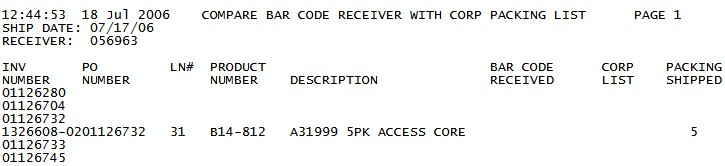 12:44:53 18 Jul 2006 COMPARE BAR CODE RECEIVER WITH CORP PACKING LIST PAGE 1
SHIP DATE: 07/17/06
RECEIVER: 056963
INV PO LN# PRODUCT BAR CODE CORP PACKING
NUMBER NUMBER NUMBER DESCRIPTION RECEIVED LIST SHIPPED
01126280
01126704
01126732
1326608-0201126732 31 B14-812 A31999 5PK ACCESS CORE 5
01126733
01126745